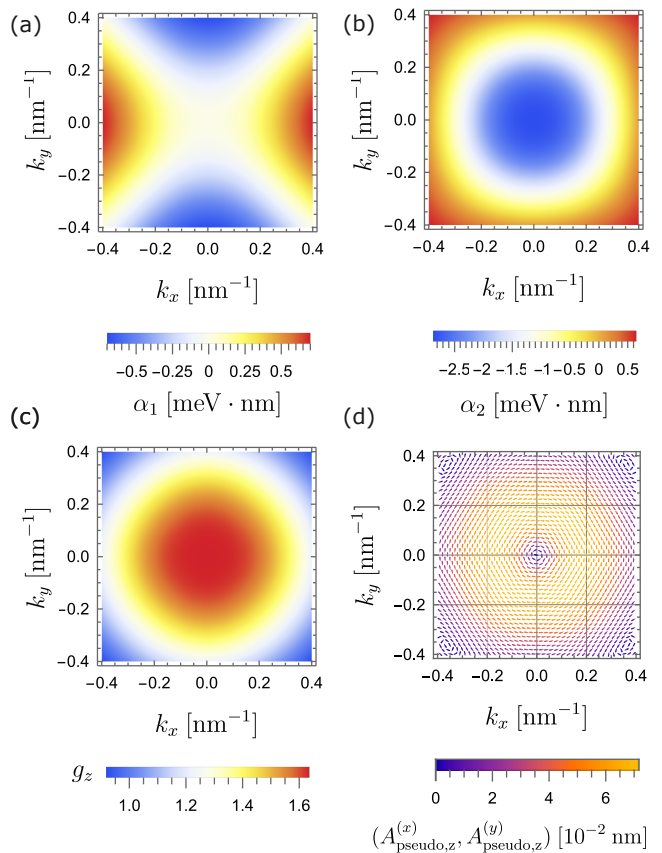 (a) (b)
0.4 0.4
0.2 0.2
0.0 0.0
-0.2 -0.2
-0.4 -0.4
k_y [nm⁻¹] k_y [nm⁻¹]
-0.4 -0.2 0.0 0.2 0.4 -0.4 -0.2 0.0 0.2 0.4
k_x [nm⁻¹] k_x [nm⁻¹]
-0.5 -0.25 0 0.25 0.5 -2.5 -2 -1.5 -1 -0.5 0 0.5
α₁ [meV · nm] α₂ [meV · nm]
(c) (d)
0.4 0.4
0.2 0.2
0.0 0.0
-0.2 -0.2
-0.4 -0.4
k_y [nm⁻¹] k_y [nm⁻¹]
-0.4 -0.2 0.0 0.2 0.4 -0.4 -0.2 0.0 0.2 0.4
k_x [nm⁻¹] k_x [nm⁻¹]
g_z 1.0 1.2 1.4 1.6 0 2 4 6
(A_{pseudo,z}^{(x)}, A_{pseudo,z}^{(y)}) [10⁻² nm]